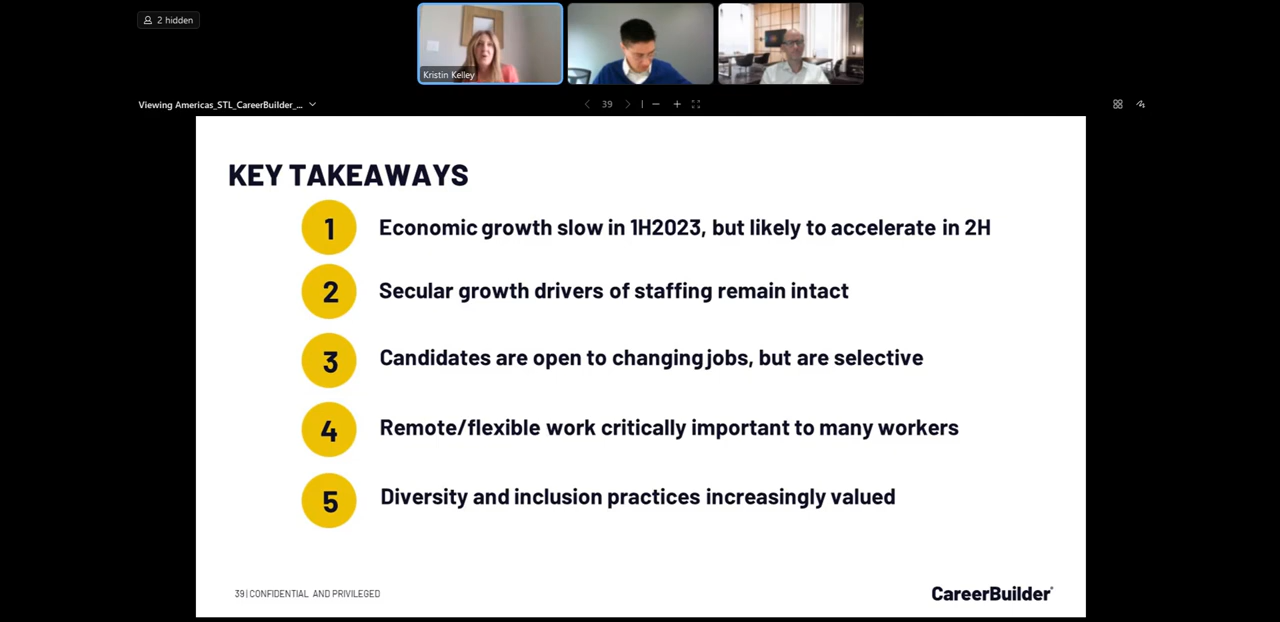 2 hidden
Kristin Kelley
Viewing Americas_STL_CareerBuilder_...
39
KEY TAKEAWAYS
1 Economic growth slow in 1H2023, but likely to accelerate in 2H
2 Secular growth drivers of staffing remain intact
3 Candidates are open to changing jobs, but are selective
4 Remote/flexible work critically important to many workers
5 Diversity and inclusion practices increasingly valued
39 | CONFIDENTIAL AND PRIVILEGED
CareerBuilder®